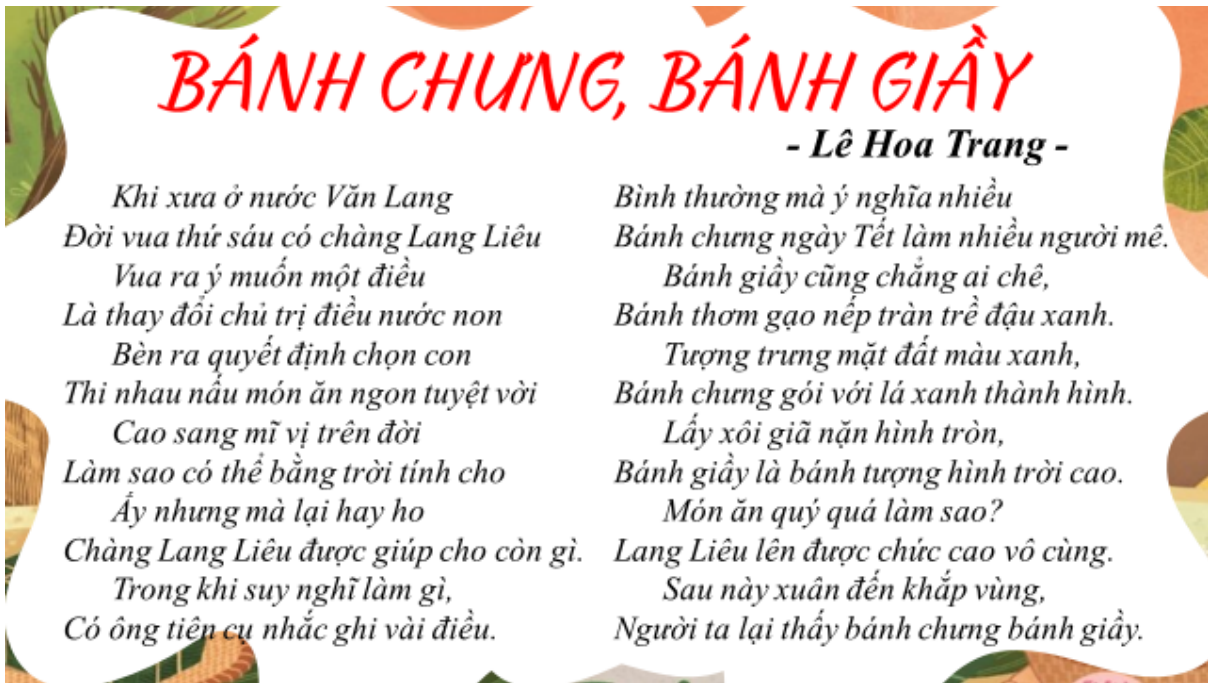 BÁNH CHƯNG, BÁNH GIẦY
- Lê Hoa Trang -
Khi xưa ở nước Văn Lang
Đời vua thứ sáu có chàng Lang Liêu
Vua ra ý muốn một điều
Là thay đổi chủ trị điều nước non
Bèn ra quyết định chọn con
Thi nhau nấu món ăn ngon tuyệt vời
Cao sang mĩ vị trên đời
Làm sao có thể bằng trời tính cho
Ấy nhưng mà lại hay ho
Chàng Lang Liêu được giúp cho còn gì.
Trong khi suy nghĩ làm gì,
Có ông tiên cụ nhắc ghi vài điều.
Bình thường mà ý nghĩa nhiều
Bánh chưng ngày Tết làm nhiều người mê.
Bánh giầy cũng chẳng ai chê,
Bánh thơm gạo nếp tràn trề đậu xanh.
Tượng trưng mặt đất màu xanh,
Bánh chưng gói với lá xanh thành hình.
Lấy xôi giã nặn hình tròn,
Bánh giầy là bánh tượng hình trời cao.
Món ăn quý quá làm sao?
Lang Liêu lên được chức cao vô cùng.
Sau này xuân đến khắp vùng,
Người ta lại thấy bánh chưng bánh giầy.